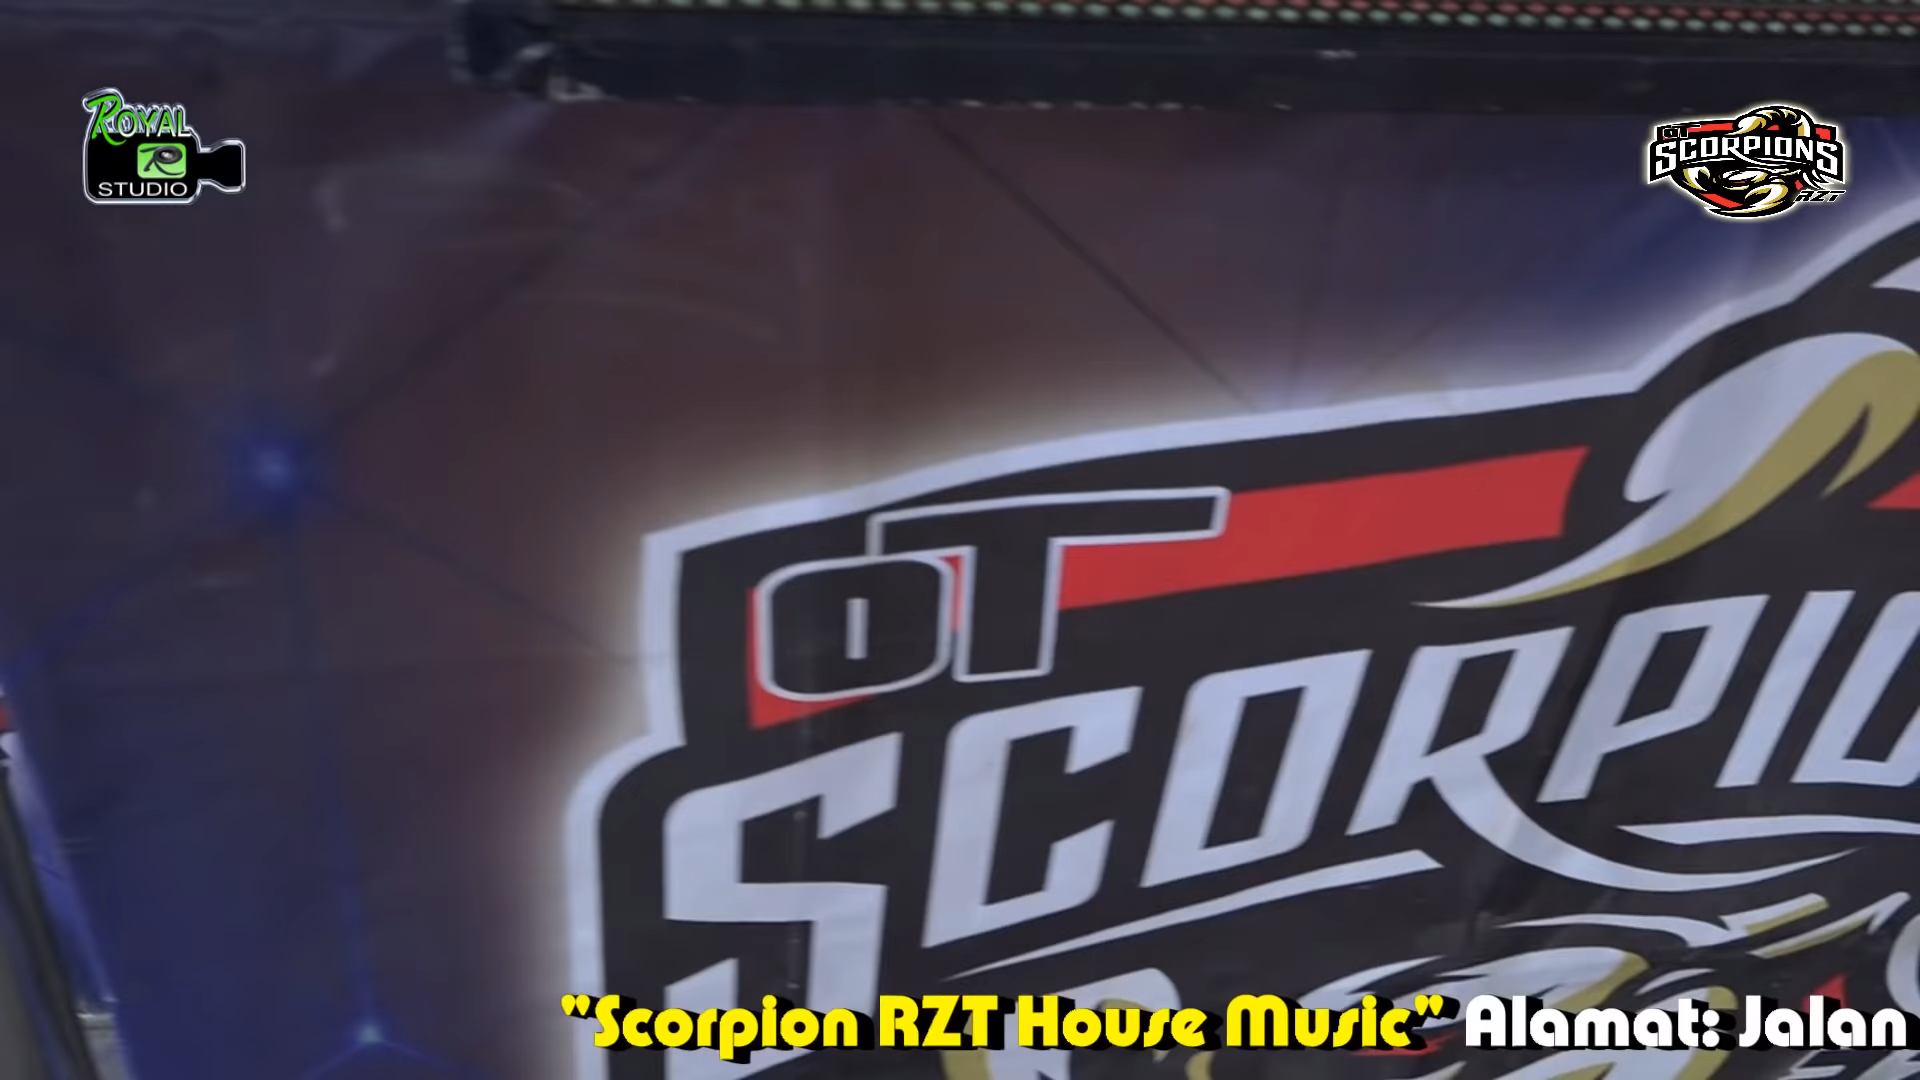 ROYAL
R
STUDIO
OT
SCORPIONS
RZT
OT
SCORPIO
"Scorpion RZT House Music" Alamat: Jalan